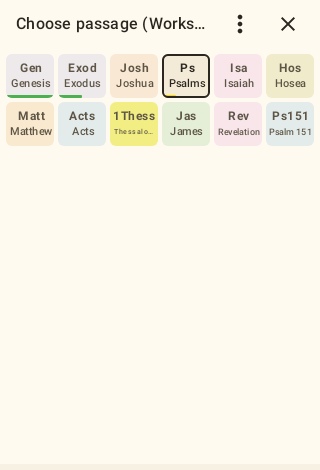 Choose passage (Works...
Gen Exod Josh Ps Isa Hos
Genesis Exodus Joshua Psalms Isaiah Hosea
Matt Acts 1Thess Jas Rev Ps151
Matthew Acts Thessalo... James Revelation Psalm 151